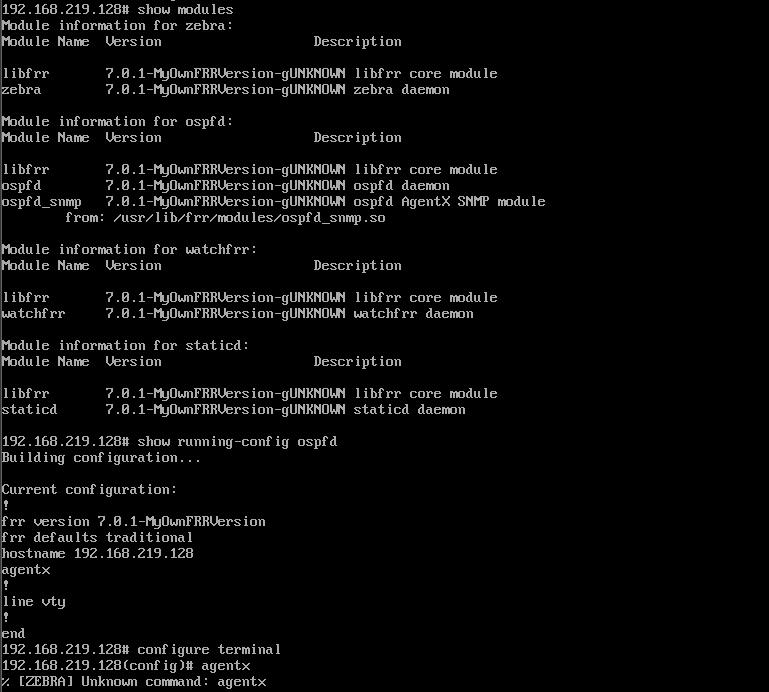 192.168.219.128# show modules
Module information for zebra:
Module Name  Version                   Description

libfrr       7.0.1-MyOwnFRRVersion-gUNKNOWN libfrr core module
zebra        7.0.1-MyOwnFRRVersion-gUNKNOWN zebra daemon

Module information for ospfd:
Module Name  Version                   Description

libfrr       7.0.1-MyOwnFRRVersion-gUNKNOWN libfrr core module
ospfd        7.0.1-MyOwnFRRVersion-gUNKNOWN ospfd daemon
ospfd_snmp   7.0.1-MyOwnFRRVersion-gUNKNOWN ospfd AgentX SNMP module
        from: /usr/lib/frr/modules/ospfd_snmp.so

Module information for watchfrr:
Module Name  Version                   Description

libfrr       7.0.1-MyOwnFRRVersion-gUNKNOWN libfrr core module
watchfrr     7.0.1-MyOwnFRRVersion-gUNKNOWN watchfrr daemon

Module information for staticd:
Module Name  Version                   Description

libfrr       7.0.1-MyOwnFRRVersion-gUNKNOWN libfrr core module
staticd      7.0.1-MyOwnFRRVersion-gUNKNOWN staticd daemon

192.168.219.128# show running-config ospfd
Building configuration...

Current configuration:
!
frr version 7.0.1-MyOwnFRRVersion
frr defaults traditional
hostname 192.168.219.128
agentx
!
line vty
!
end
192.168.219.128# configure terminal
192.168.219.128(config)# agentx
% [ZEBRA] Unknown command: agentx